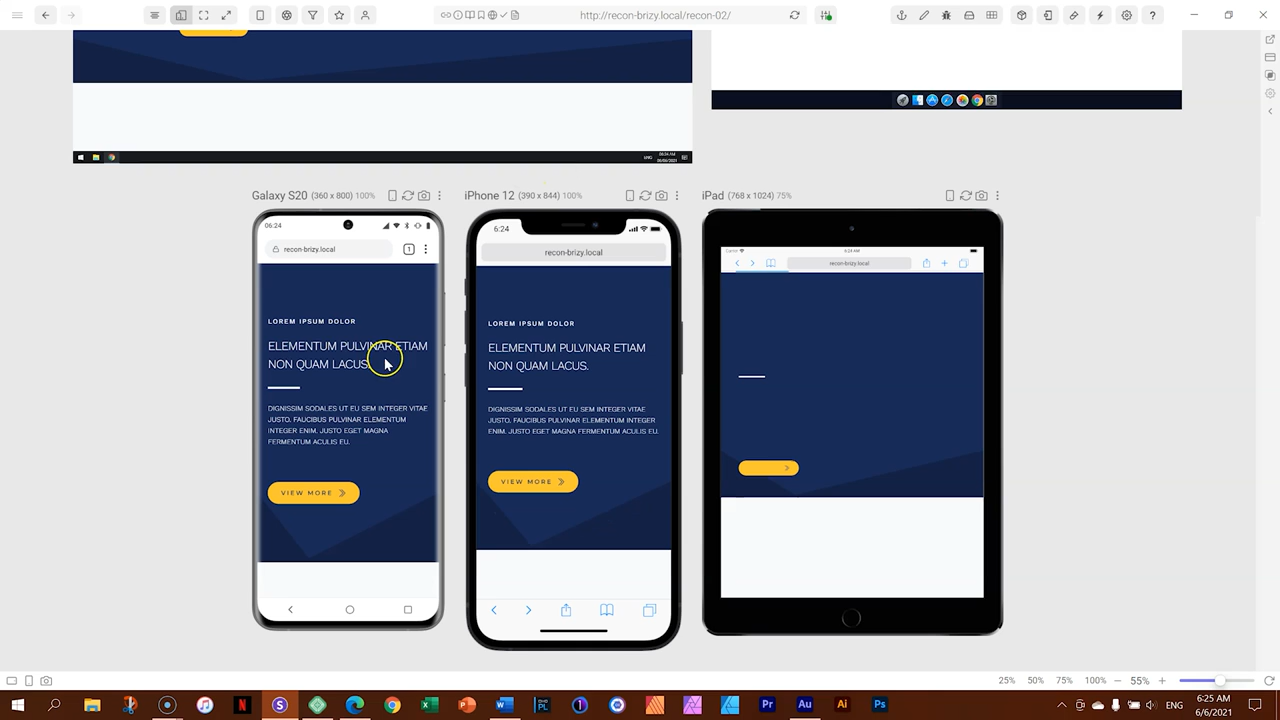 http://recon-brizy.local/recon-02/
Galaxy S20 (360 x 800) 100%
iPhone 12 (390 x 844) 100%
iPad (768 x 1024) 75%
06:24
recon-brizy.local
1
LOREM IPSUM DOLOR
ELEMENTUM PULVINAR ETIAM
NON QUAM LACUS.
DIGNISSIM SODALES UT EU SEM INTEGER VITAE
JUSTO. FAUCIBUS PULVINAR ELEMENTUM
INTEGER ENIM. JUSTO EGET MAGNA
FERMENTUM ACULIS EU.
VIEW MORE
6:24
recon-brizy.local
LOREM IPSUM DOLOR
ELEMENTUM PULVINAR ETIAM
NON QUAM LACUS.
DIGNISSIM SODALES UT EU SEM INTEGER VITAE
JUSTO. FAUCIBUS PULVINAR ELEMENTUM
INTEGER ENIM. JUSTO EGET MAGNA
FERMENTUM ACULIS EU.
VIEW MORE
recon-brizy.local
25% 50% 75% 100% 55%
6:25 AM
6/6/2021